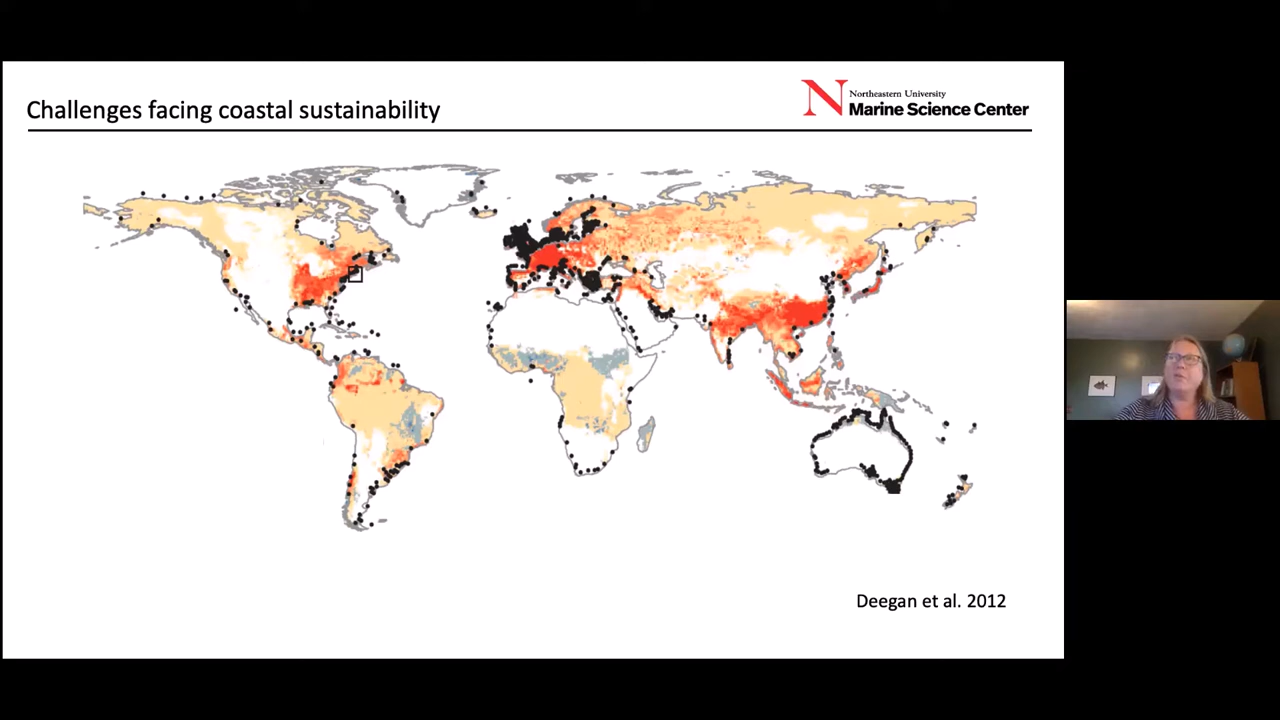 Challenges facing coastal sustainability
N
Northeastern University
Marine Science Center
Deegan et al. 2012